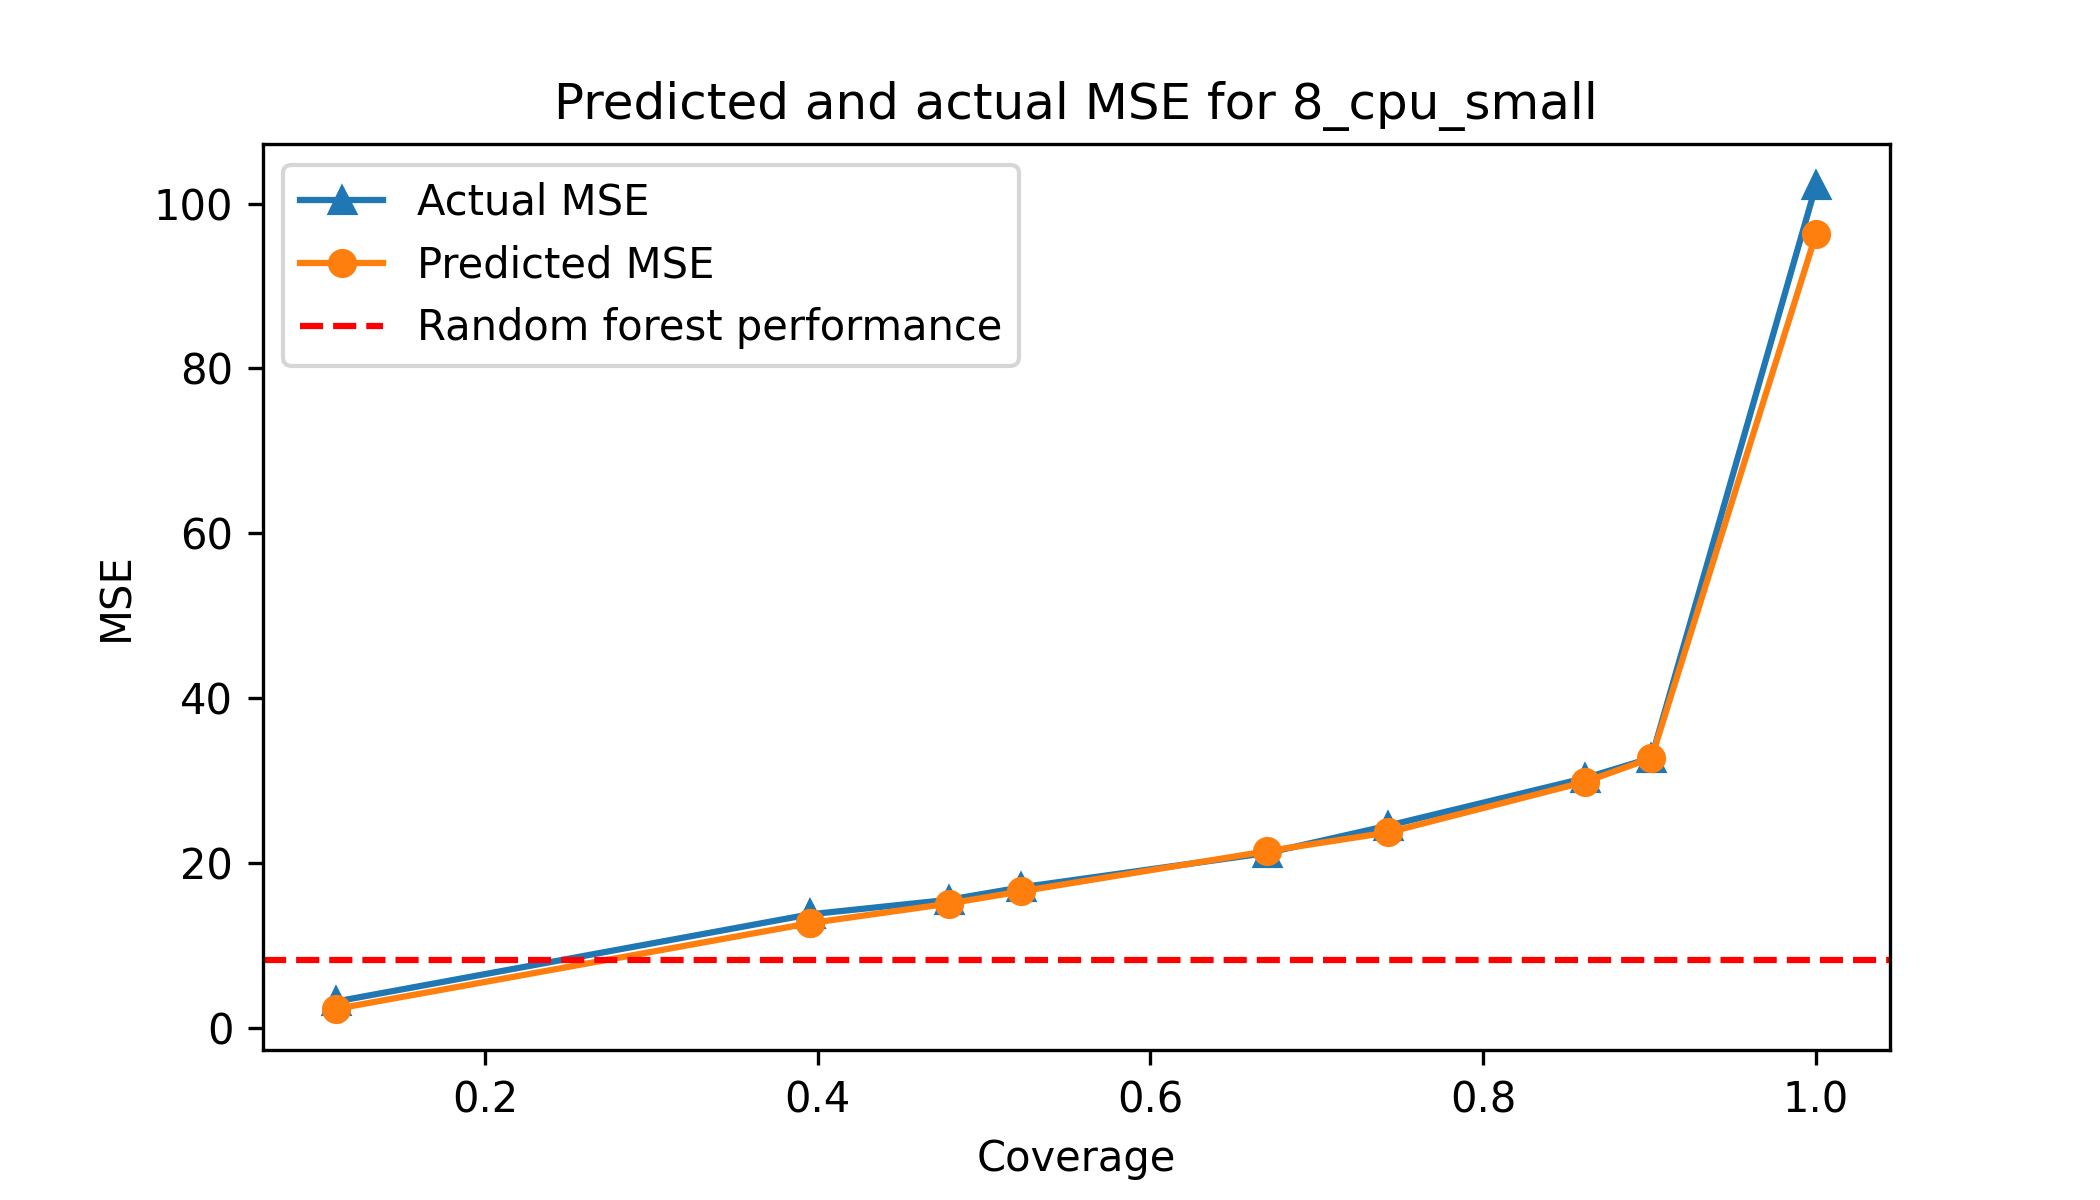 Predicted and actual MSE for 8_cpu_small
Actual MSE
Predicted MSE
Random forest performance
100
80
60
40
20
0
MSE
0.2 0.4 0.6 0.8 1.0
Coverage